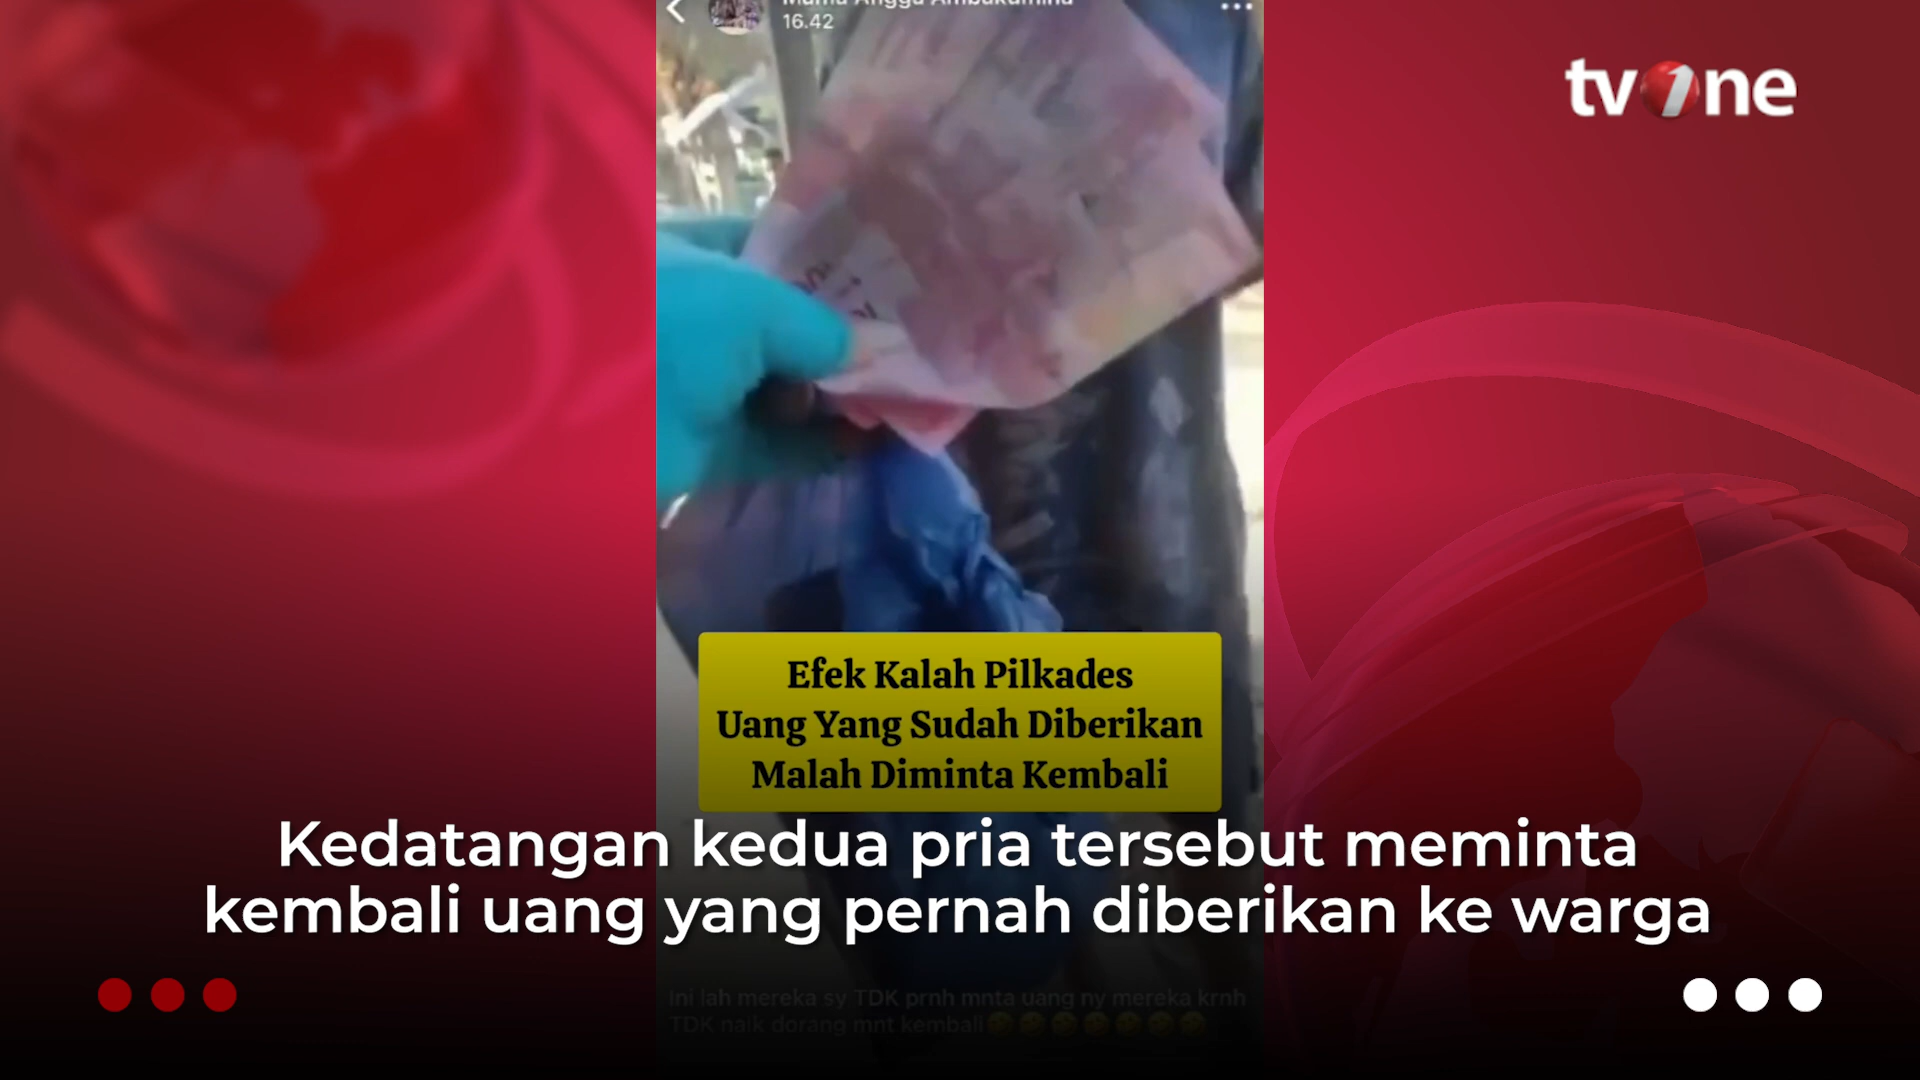 16.42
tvOne
Efek Kalah Pilkades
Uang Yang Sudah Diberikan
Malah Diminta Kembali
Kedatangan kedua pria tersebut meminta
kembali uang yang pernah diberikan ke warga
Ini lah mereka sy TDK prnh mnta uang ny mereka krnh
TDK naik dorang mnt kembali🤣🤣🤣🤣🤣🤣🤣